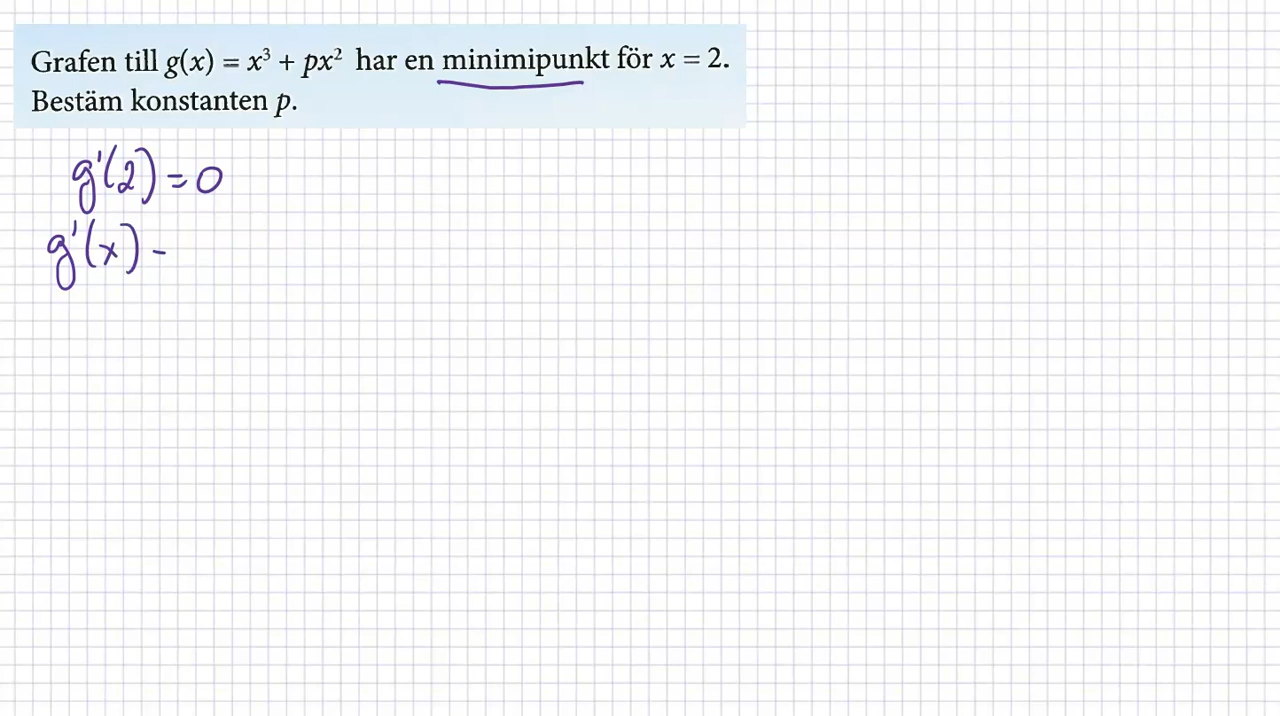 Grafen till g(x) = x³ + px² har en minimipunkt för x = 2.
Bestäm konstanten p.
g'(2) = 0
g'(x) -